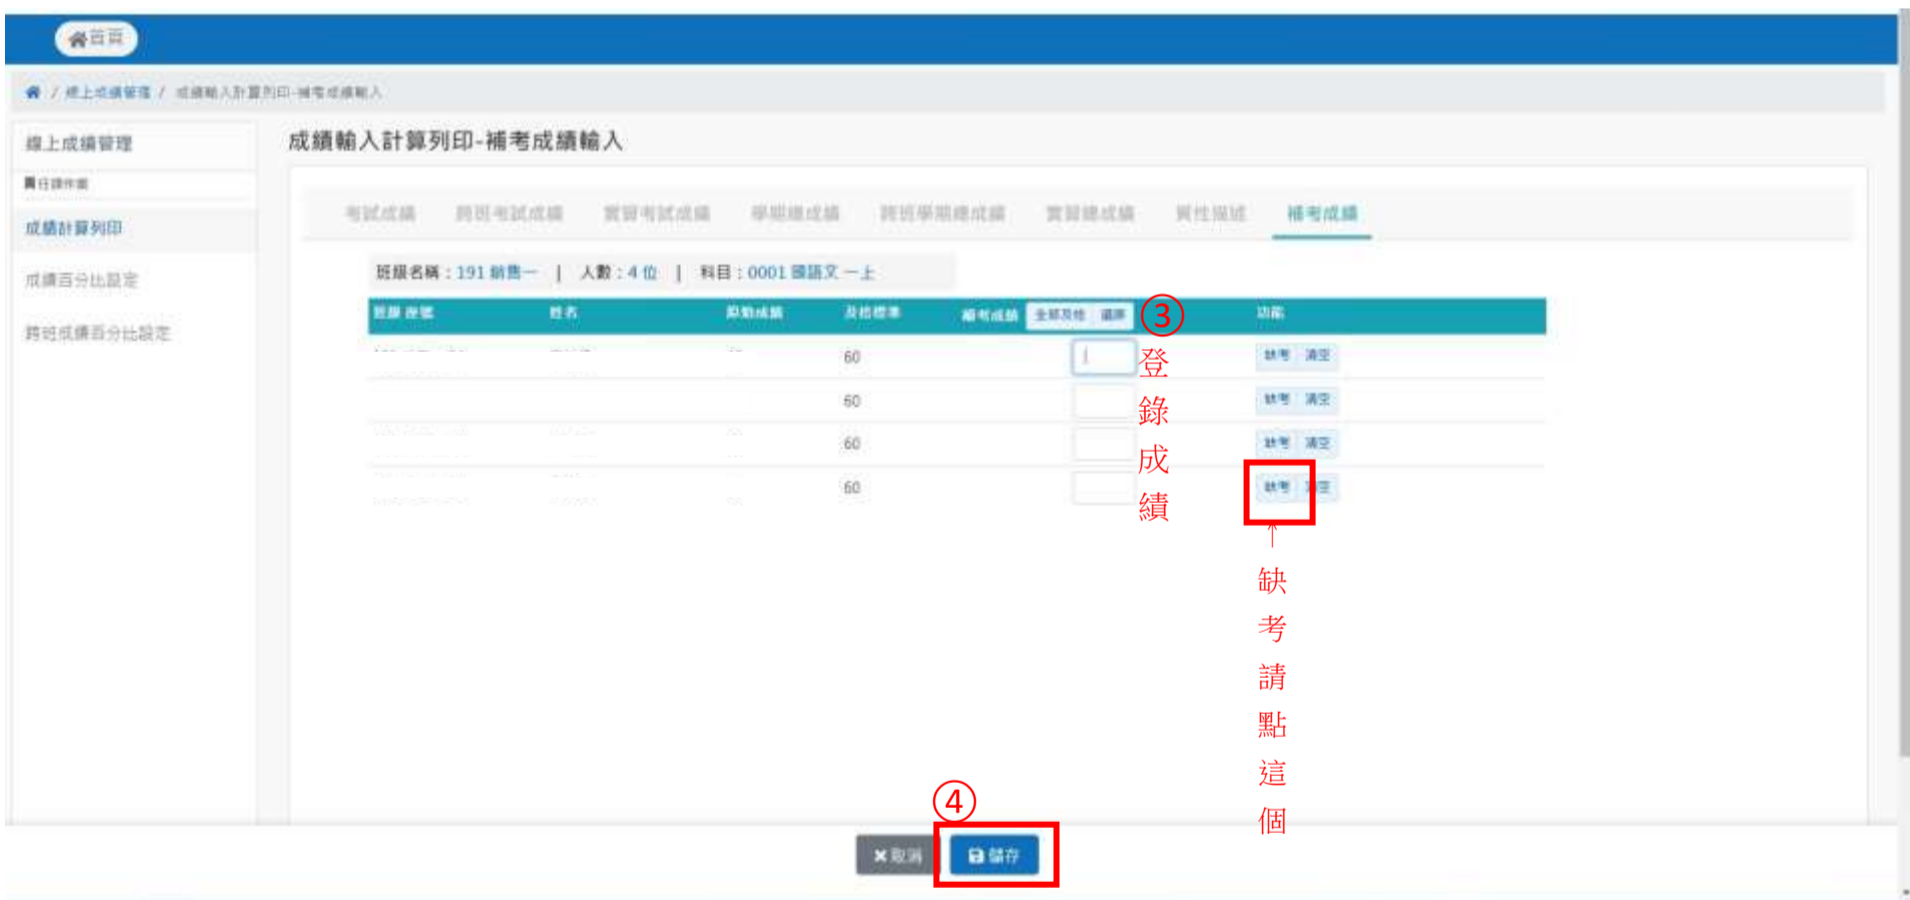 首頁
/ 線上成績管理 / 成績輸入計算列印-補考成績輸入
線上成績管理
任課作業
成績計算列印
成績百分比設定
跨班成績百分比設定
成績輸入計算列印-補考成績輸入
考試成績 跨班考試成績 實習考試成績 學期總成績 跨班學期總成績 實習總成績 質性描述 補考成績
班級名稱：191 銷售一 | 人數：4 位 | 科目：0001 國語文 一上
班級 座號 姓名 原始成績 及格標準 補考成績 全部及格 還原 功能
60 缺考 清空
60 缺考 清空
60 缺考 清空
60 缺考 清空
③
登錄成績
↑
缺考請點這個
④
取消 儲存